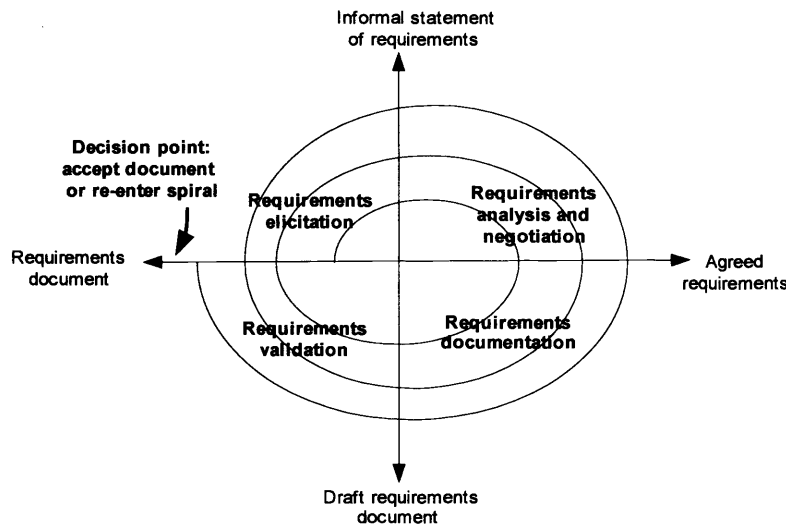 Informal statement
of requirements
Decision point:
accept document
or re-enter spiral
Requirements
elicitation
Requirements
analysis and
negotiation
Requirements
document
Agreed
requirements
Requirements
validation
Requirements
documentation
Draft requirements
document